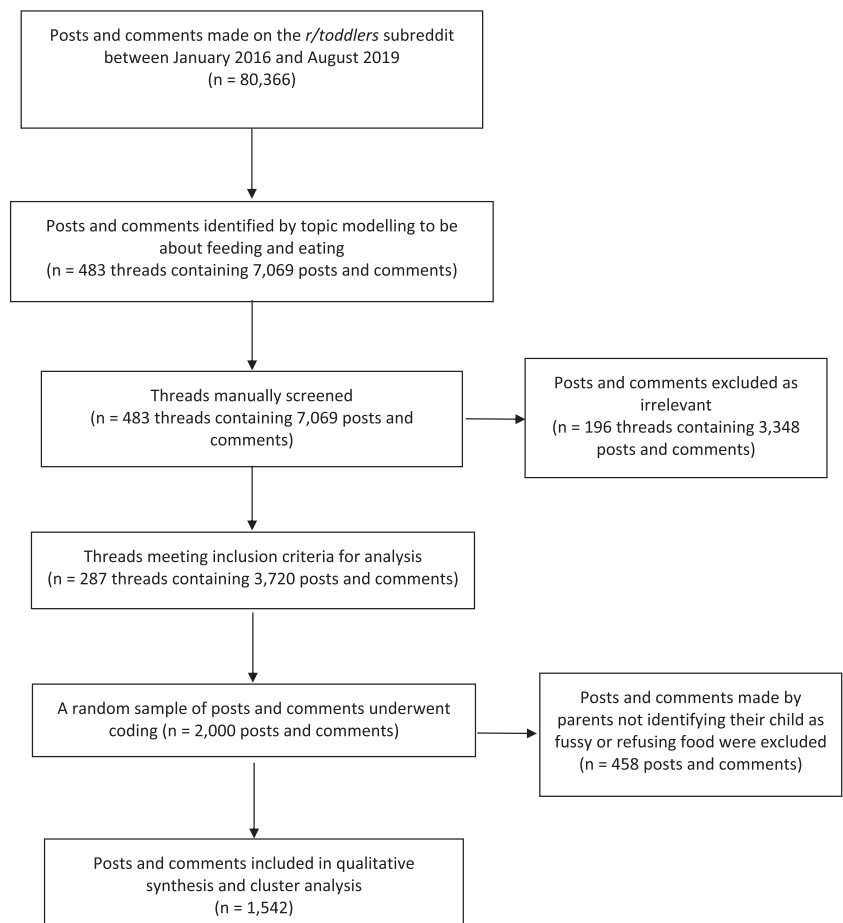 Posts and comments made on the r/toddlers subreddit
between January 2016 and August 2019
(n = 80,366)
Posts and comments identified by topic modelling to be
about feeding and eating
(n = 483 threads containing 7,069 posts and comments)
Threads manually screened
(n = 483 threads containing 7,069 posts and
comments)
Posts and comments excluded as
irrelevant
(n = 196 threads containing 3,348
posts and comments)
Threads meeting inclusion criteria for analysis
(n = 287 threads containing 3,720 posts and comments)
A random sample of posts and comments underwent
coding (n = 2,000 posts and comments)
Posts and comments made by
parents not identifying their child as
fussy or refusing food were excluded
(n = 458 posts and comments)
Posts and comments included in qualitative
synthesis and cluster analysis
(n = 1,542)